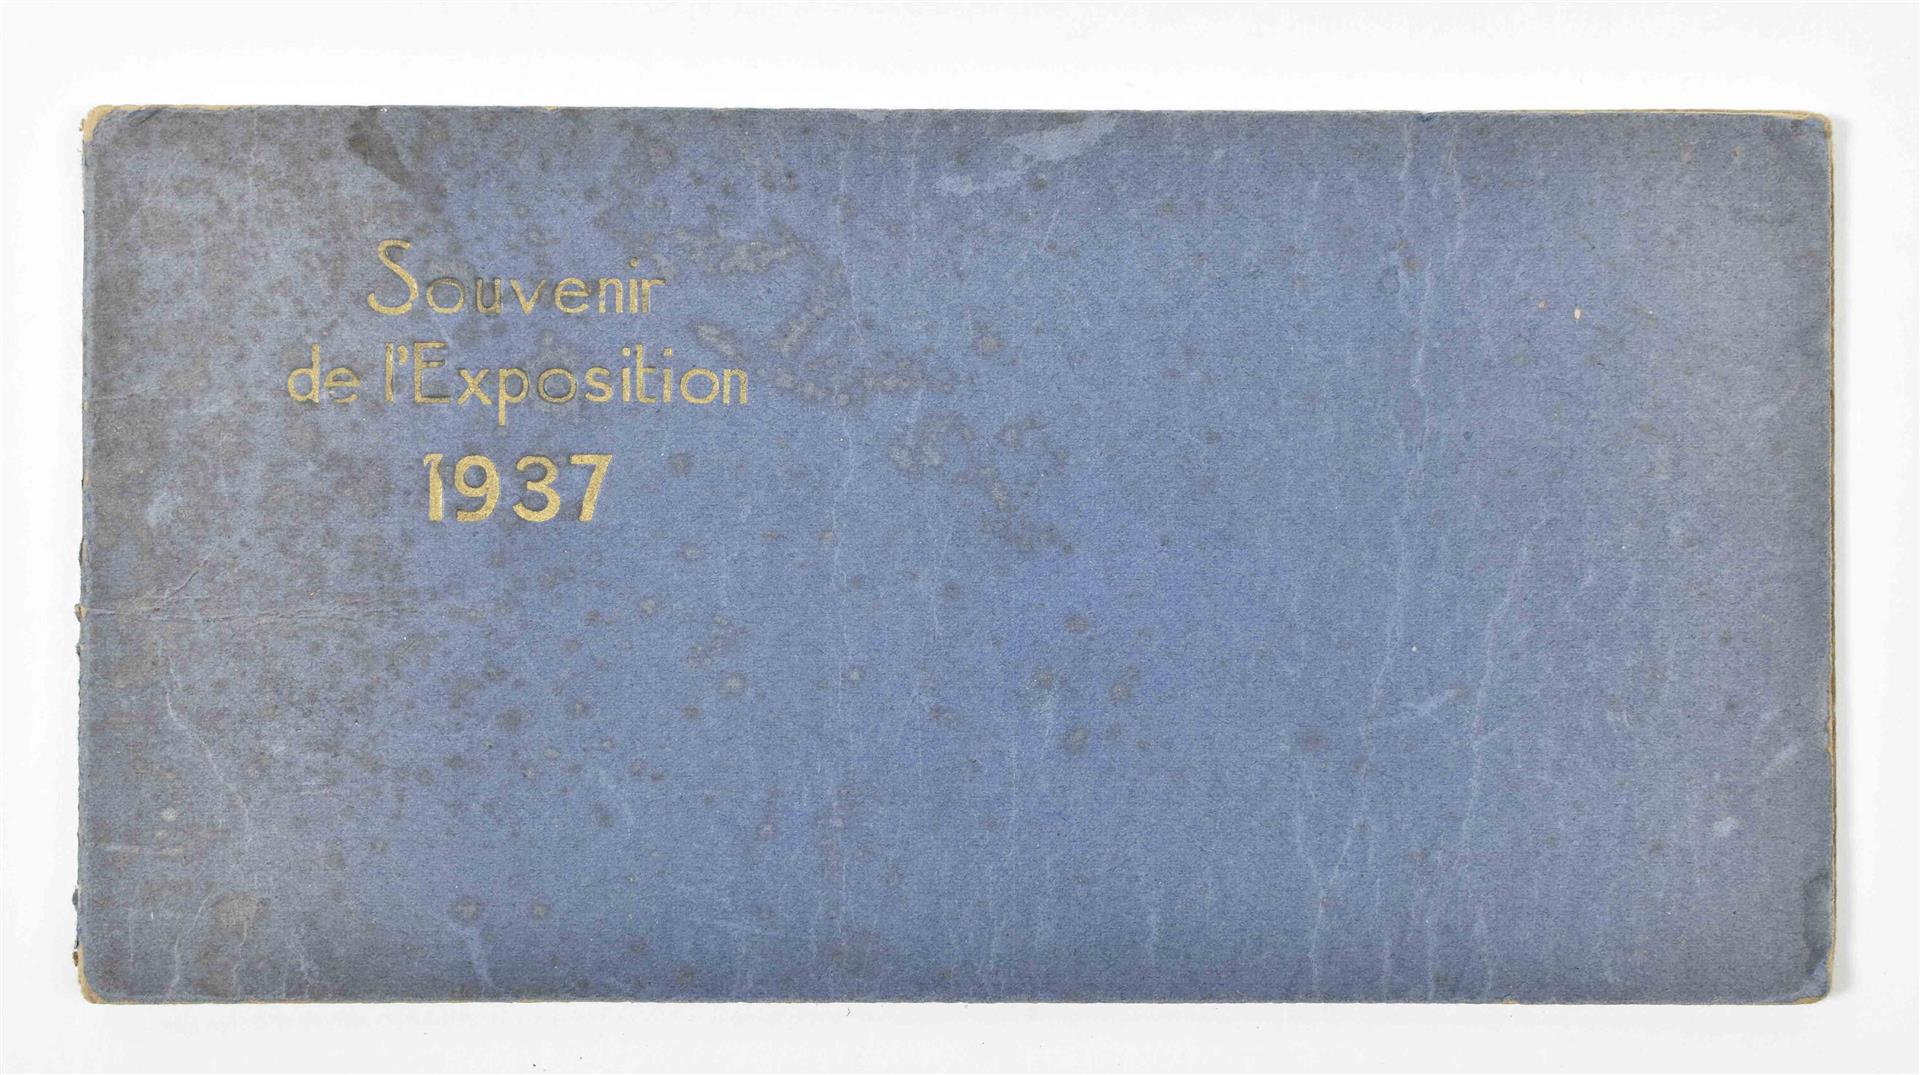 Souvenir
de l'Exposition
1937